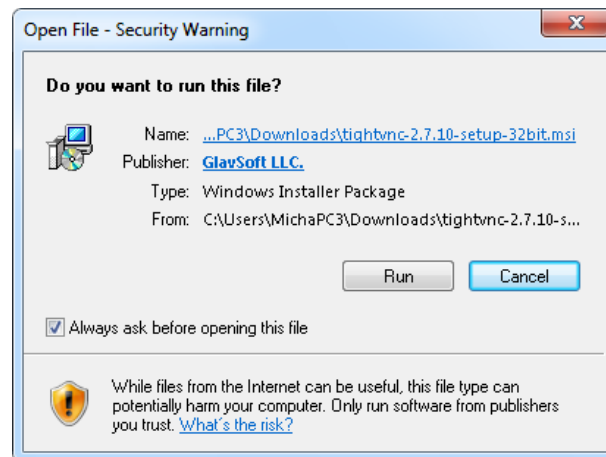 Open File - Security Warning
Do you want to run this file?
Name: ...PC3\Downloads\tightvnc-2.7.10-setup-32bit.msi
Publisher: GlavSoft LLC.
Type: Windows Installer Package
From: C:\Users\MichaPC3\Downloads\tightvnc-2.7.10-s...
Run Cancel
Always ask before opening this file
While files from the Internet can be useful, this file type can
potentially harm your computer. Only run software from publishers
you trust. What's the risk?